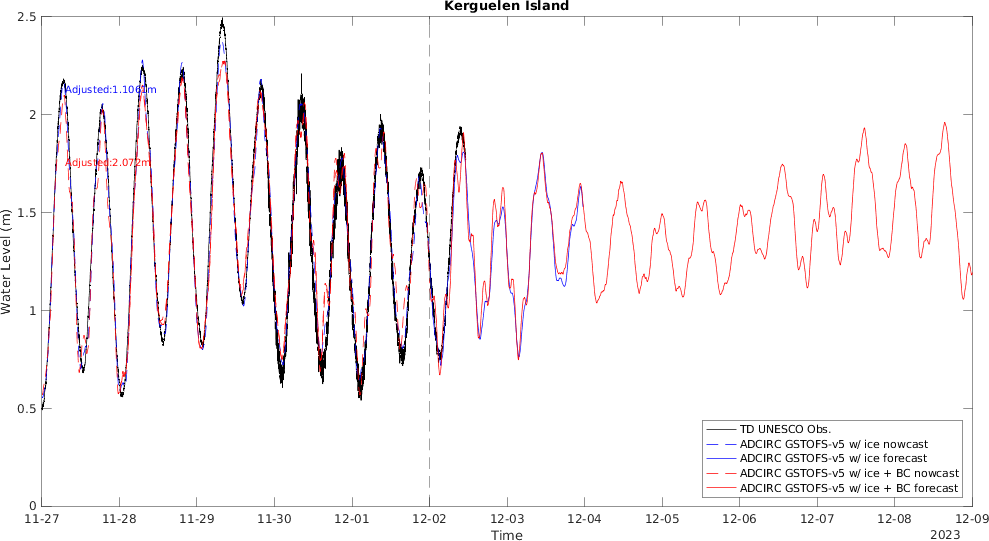 Kerguelen Island
Water Level (m)
2.5
2
1.5
1
0.5
0
Adjusted:1.1061m
Adjusted:2.072m
TD UNESCO Obs.
ADCIRC GSTOFS-v5 w/ ice nowcast
ADCIRC GSTOFS-v5 w/ ice forecast
ADCIRC GSTOFS-v5 w/ ice + BC nowcast
ADCIRC GSTOFS-v5 w/ ice + BC forecast
11-27 11-28 11-29 11-30 12-01 12-02 12-03 12-04 12-05 12-06 12-07 12-08 12-09
Time
2023